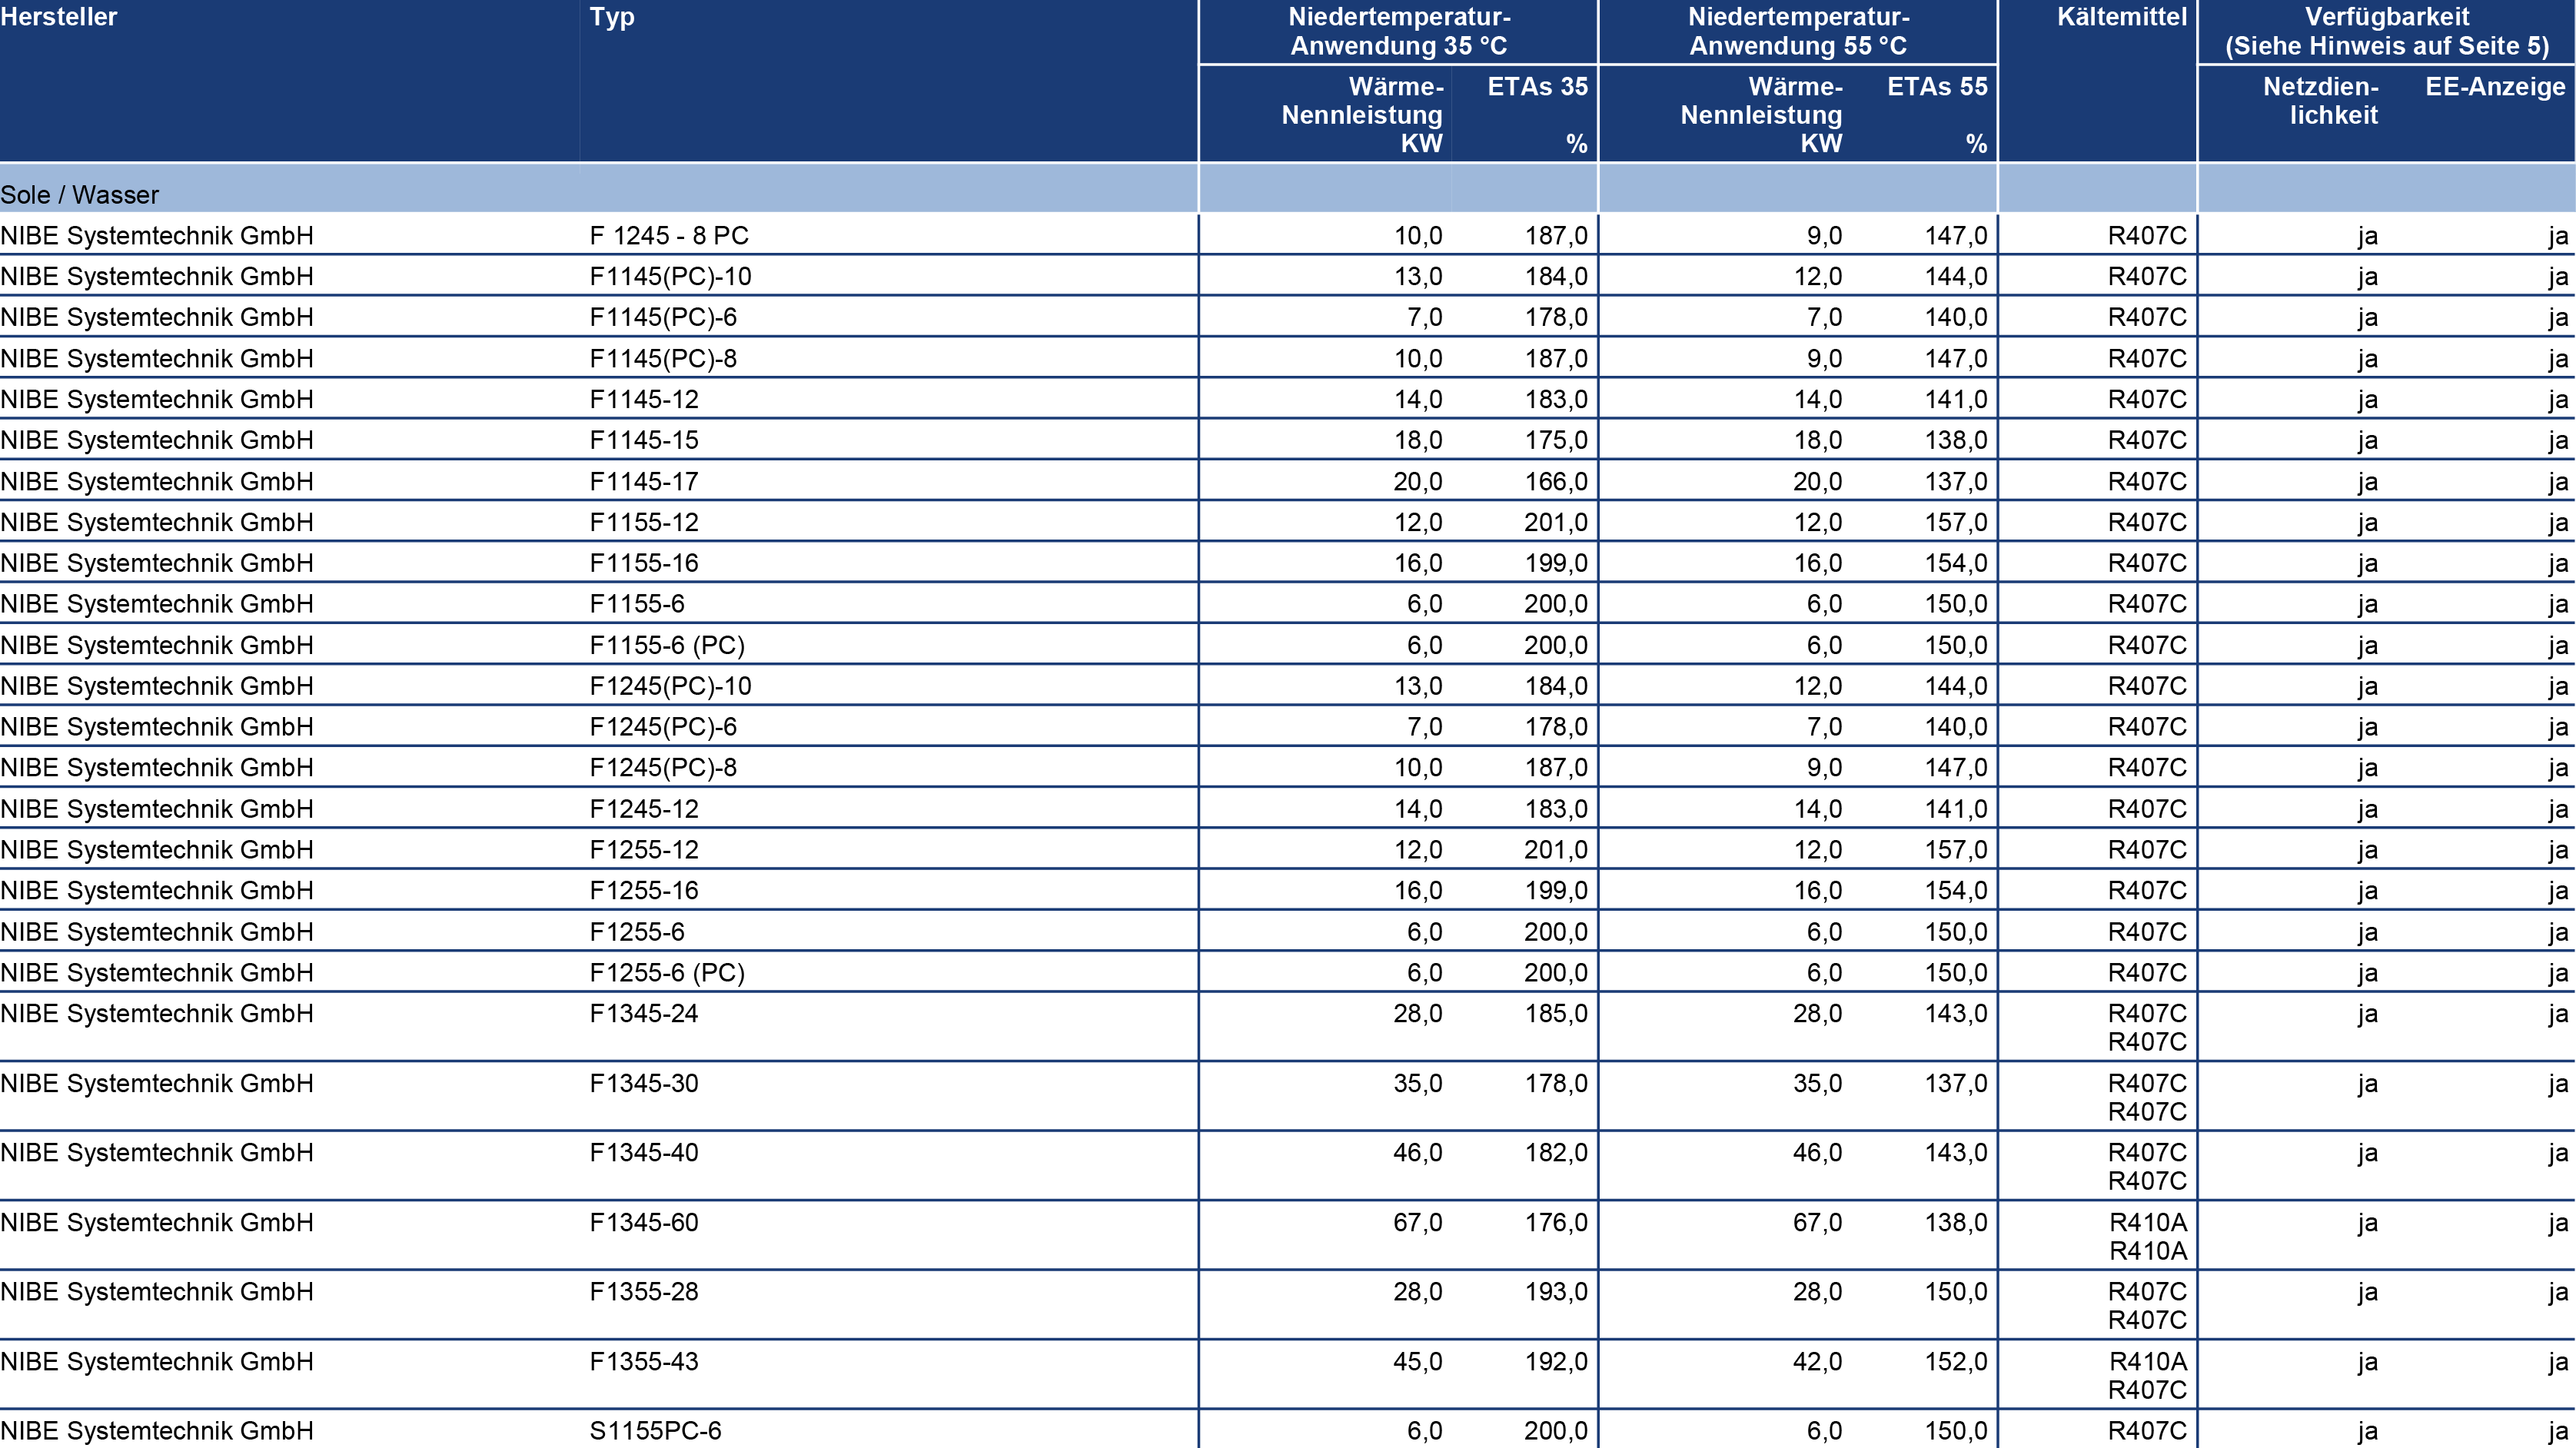 Hersteller Typ Niedertemperatur- Niedertemperatur- Kältemittel Verfügbarkeit
Anwendung 35 °C Anwendung 55 °C (Siehe Hinweis auf Seite 5)
Wärme- ETAs 35 Wärme- ETAs 55 Netzdien- EE-Anzeige
Nennleistung Nennleistung lichkeit
KW % KW %
Sole / Wasser
NIBE Systemtechnik GmbH F 1245 - 8 PC 10,0 187,0 9,0 147,0 R407C ja ja
NIBE Systemtechnik GmbH F1145(PC)-10 13,0 184,0 12,0 144,0 R407C ja ja
NIBE Systemtechnik GmbH F1145(PC)-6 7,0 178,0 7,0 140,0 R407C ja ja
NIBE Systemtechnik GmbH F1145(PC)-8 10,0 187,0 9,0 147,0 R407C ja ja
NIBE Systemtechnik GmbH F1145-12 14,0 183,0 14,0 141,0 R407C ja ja
NIBE Systemtechnik GmbH F1145-15 18,0 175,0 18,0 138,0 R407C ja ja
NIBE Systemtechnik GmbH F1145-17 20,0 166,0 20,0 137,0 R407C ja ja
NIBE Systemtechnik GmbH F1155-12 12,0 201,0 12,0 157,0 R407C ja ja
NIBE Systemtechnik GmbH F1155-16 16,0 199,0 16,0 154,0 R407C ja ja
NIBE Systemtechnik GmbH F1155-6 6,0 200,0 6,0 150,0 R407C ja ja
NIBE Systemtechnik GmbH F1155-6 (PC) 6,0 200,0 6,0 150,0 R407C ja ja
NIBE Systemtechnik GmbH F1245(PC)-10 13,0 184,0 12,0 144,0 R407C ja ja
NIBE Systemtechnik GmbH F1245(PC)-6 7,0 178,0 7,0 140,0 R407C ja ja
NIBE Systemtechnik GmbH F1245(PC)-8 10,0 187,0 9,0 147,0 R407C ja ja
NIBE Systemtechnik GmbH F1245-12 14,0 183,0 14,0 141,0 R407C ja ja
NIBE Systemtechnik GmbH F1255-12 12,0 201,0 12,0 157,0 R407C ja ja
NIBE Systemtechnik GmbH F1255-16 16,0 199,0 16,0 154,0 R407C ja ja
NIBE Systemtechnik GmbH F1255-6 6,0 200,0 6,0 150,0 R407C ja ja
NIBE Systemtechnik GmbH F1255-6 (PC) 6,0 200,0 6,0 150,0 R407C ja ja
NIBE Systemtechnik GmbH F1345-24 28,0 185,0 28,0 143,0 R407C ja ja
R407C
NIBE Systemtechnik GmbH F1345-30 35,0 178,0 35,0 137,0 R407C ja ja
R407C
NIBE Systemtechnik GmbH F1345-40 46,0 182,0 46,0 143,0 R407C ja ja
R407C
NIBE Systemtechnik GmbH F1345-60 67,0 176,0 67,0 138,0 R410A ja ja
R410A
NIBE Systemtechnik GmbH F1355-28 28,0 193,0 28,0 150,0 R407C ja ja
R407C
NIBE Systemtechnik GmbH F1355-43 45,0 192,0 42,0 152,0 R410A ja ja
R407C
NIBE Systemtechnik GmbH S1155PC-6 6,0 200,0 6,0 150,0 R407C ja ja